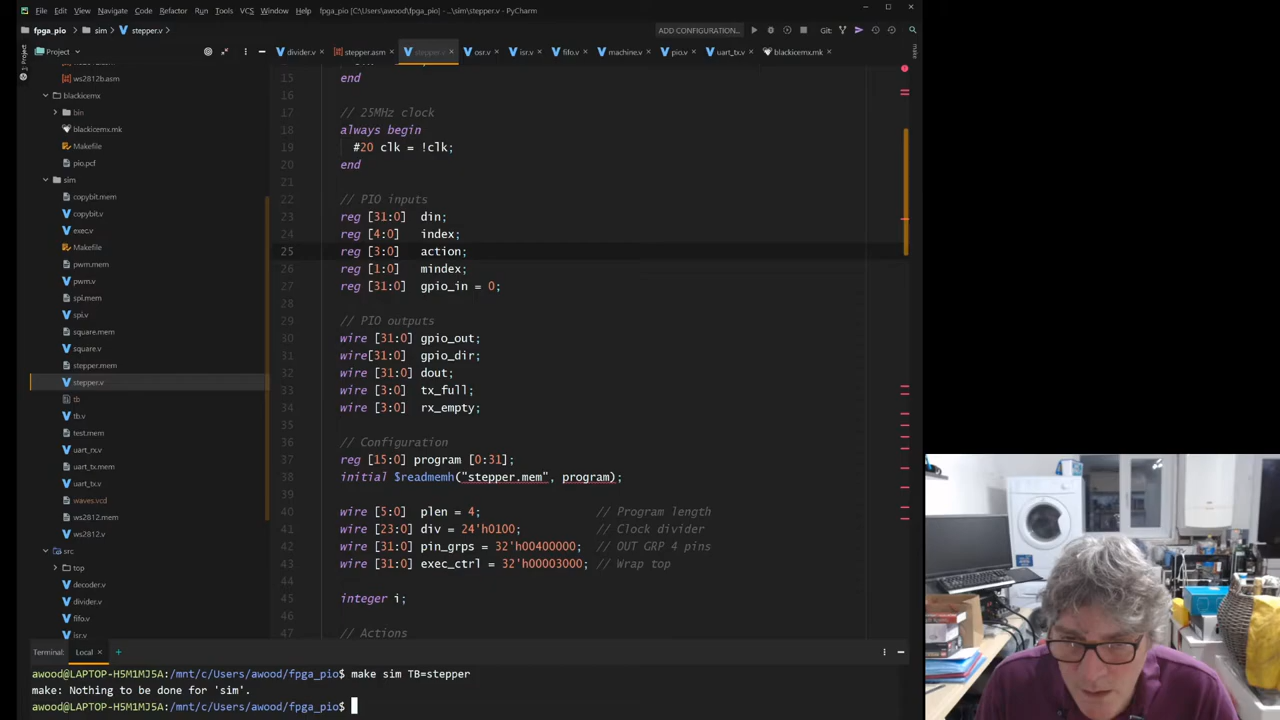 File Edit View Navigate Code Refactor Run Tools VCS Window Help fpga_pio [C:\Users\awood\fpga_pio] - ...\sim\stepper.v - PyCharm
fpga_pio > sim > stepper.v
ADD CONFIGURATION... Git:
Project
divider.v stepper.asm stepper.v osr.v isr.v fifo.v machine.v pio.v uart_tx.v blackicemx.mk
ws2812b.asm
blackicemx
bin
blackicemx.mk
Makefile
pio.pcf
sim
copybit.mem
copybit.v
exec.v
Makefile
pwm.mem
pwm.v
spi.mem
spi.v
square.mem
square.v
stepper.mem
stepper.v
tb
tb.v
test.mem
uart_rx.v
uart_tx.mem
uart_tx.v
waves.vcd
ws2812.mem
ws2812.v
src
top
decoder.v
divider.v
fifo.v
isr.v
15 end
16
17 // 25MHz clock
18 always begin
19 #20 clk = !clk;
20 end
21
22 // PIO inputs
23 reg [31:0] din;
24 reg [4:0] index;
25 reg [3:0] action;
26 reg [1:0] mindex;
27 reg [31:0] gpio_in = 0;
28
29 // PIO outputs
30 wire [31:0] gpio_out;
31 wire[31:0] gpio_dir;
32 wire [31:0] dout;
33 wire [3:0] tx_full;
34 wire [3:0] rx_empty;
35
36 // Configuration
37 reg [15:0] program [0:31];
38 initial $readmemh("stepper.mem", program);
39
40 wire [5:0] plen = 4; // Program length
41 wire [23:0] div = 24'h0100; // Clock divider
42 wire [31:0] pin_grps = 32'h00400000; // OUT GRP 4 pins
43 wire [31:0] exec_ctrl = 32'h00003000; // Wrap top
44
45 integer i;
46
47 // Actions
Terminal: Local × +
awood@LAPTOP-H5M1MJ5A:/mnt/c/Users/awood/fpga_pio$ make sim TB=stepper
make: Nothing to be done for 'sim'.
awood@LAPTOP-H5M1MJ5A:/mnt/c/Users/awood/fpga_pio$